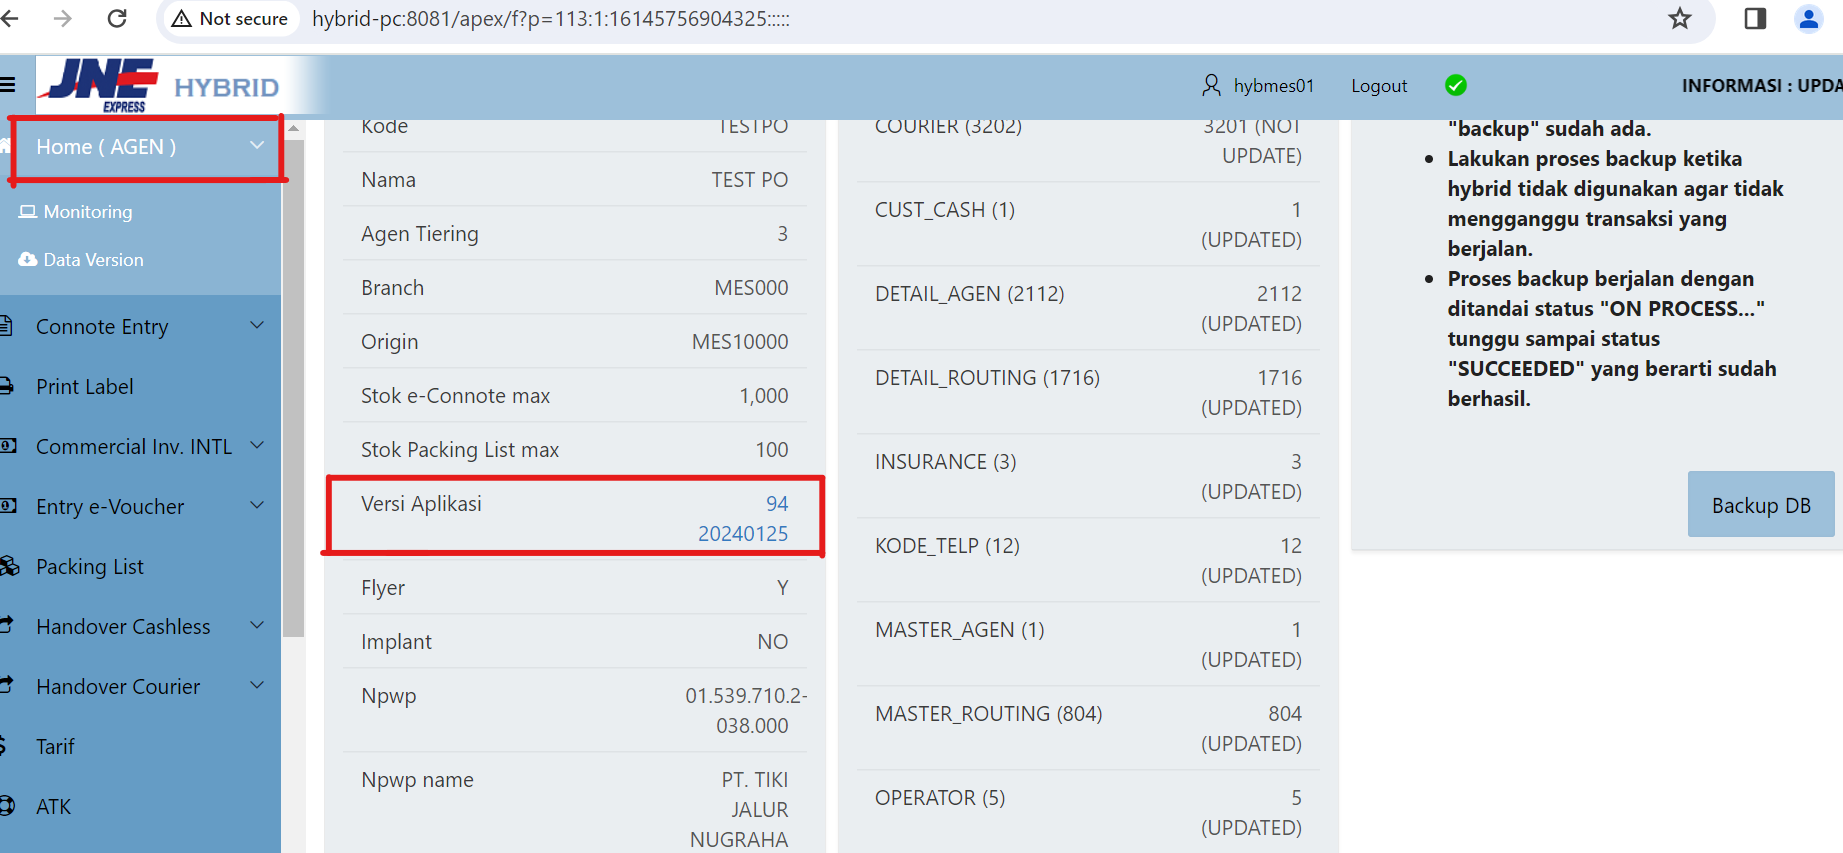 Not secure
hybrid-pc:8081/apex/f?p=113:1:16145756904325:::::
JNE
EXPRESS
HYBRID
hybmes01
Logout
INFORMASI : UPDA
Home ( AGEN )
Monitoring
Data Version
Connote Entry
Print Label
Commercial Inv. INTL
Entry e-Voucher
Packing List
Handover Cashless
Handover Courier
Tarif
ATK
Kode TESTPO
Nama TEST PO
Agen Tiering 3
Branch MES000
Origin MES10000
Stok e-Connote max 1,000
Stok Packing List max 100
Versi Aplikasi 94
20240125
Flyer Y
Implant NO
Npwp 01.539.710.2-
038.000
Npwp name PT. TIKI
JALUR
NUGRAHA
COURIER (3202) 3201 (NOT
UPDATE)
CUST_CASH (1) 1
(UPDATED)
DETAIL_AGEN (2112) 2112
(UPDATED)
DETAIL_ROUTING (1716) 1716
(UPDATED)
INSURANCE (3) 3
(UPDATED)
KODE_TELP (12) 12
(UPDATED)
MASTER_AGEN (1) 1
(UPDATED)
MASTER_ROUTING (804) 804
(UPDATED)
OPERATOR (5) 5
(UPDATED)
"backup" sudah ada.
• Lakukan proses backup ketika
hybrid tidak digunakan agar tidak
mengganggu transaksi yang
berjalan.
• Proses backup berjalan dengan
ditandai status "ON PROCESS..."
tunggu sampai status
"SUCCEEDED" yang berarti sudah
berhasil.
Backup DB